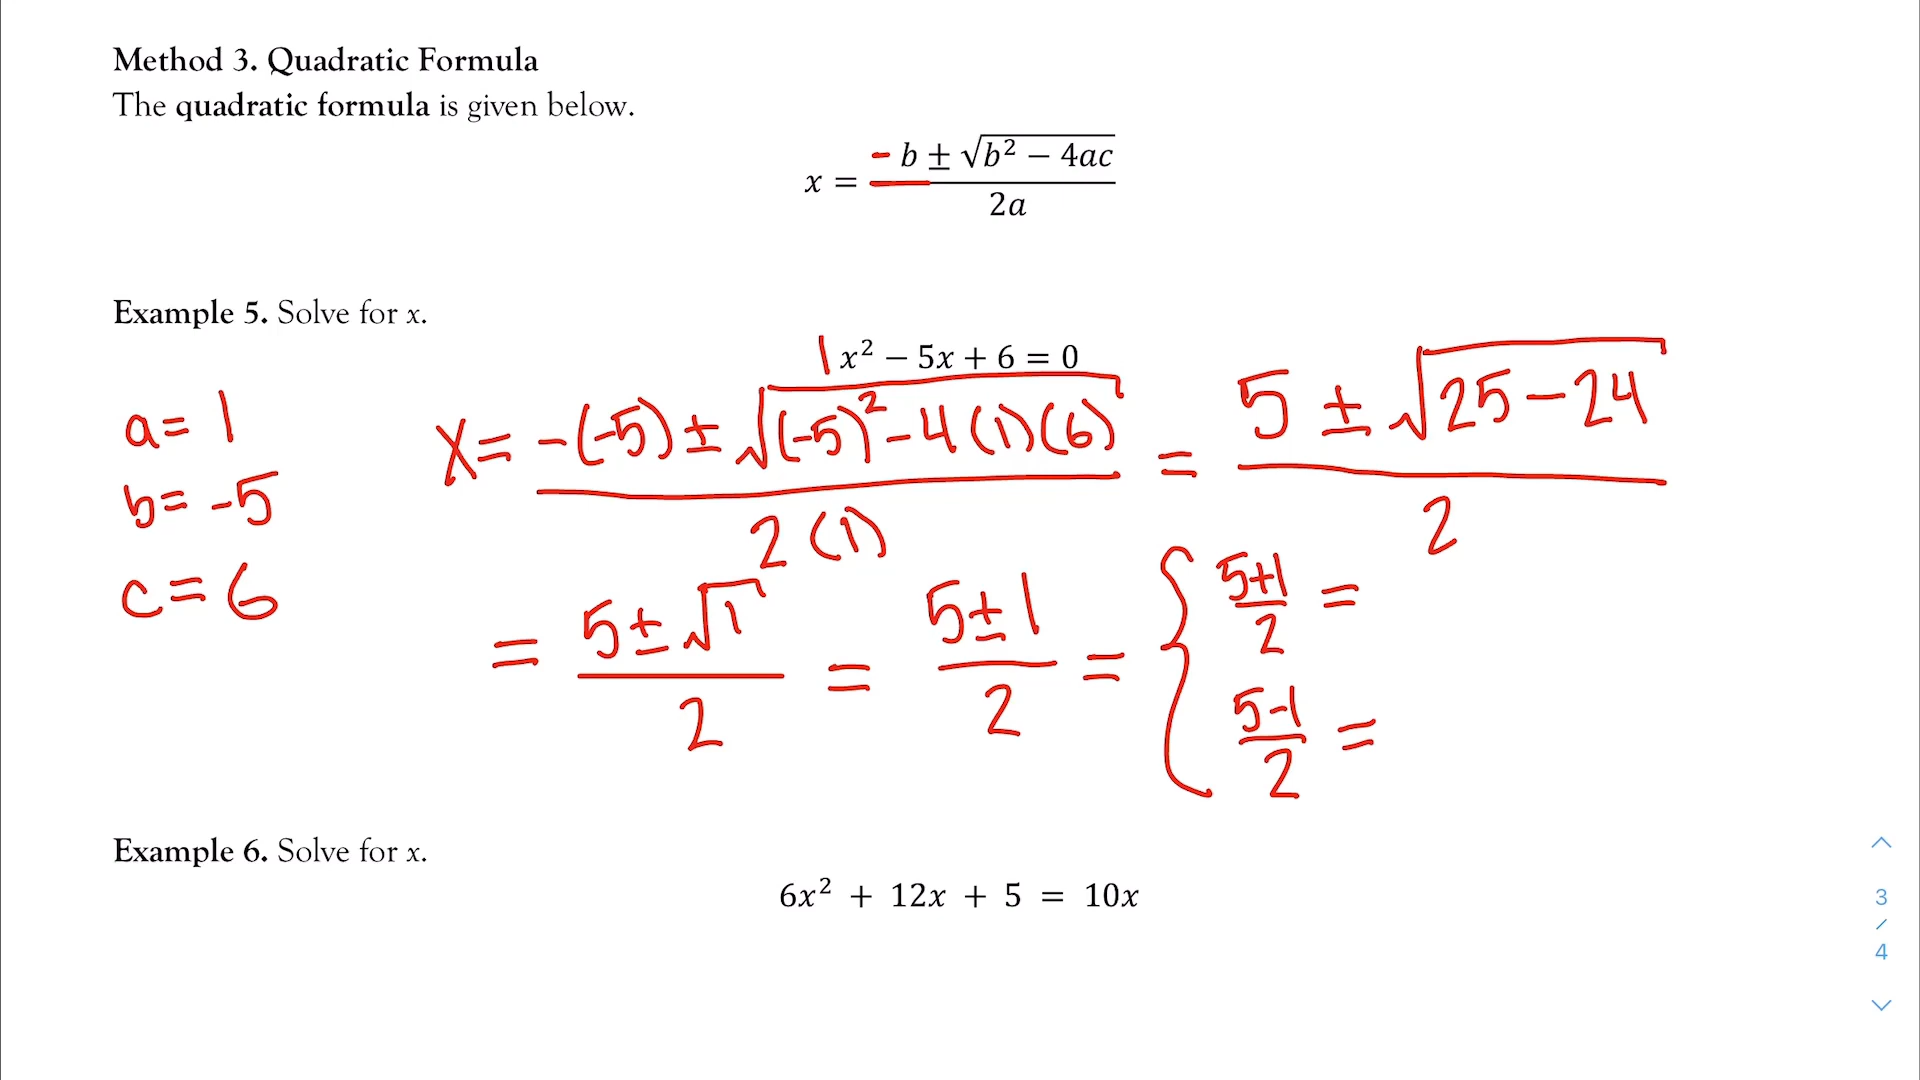 Method 3. Quadratic Formula
The quadratic formula is given below.
x = (-b ± √(b² − 4ac)) / 2a
Example 5. Solve for x.
1x² − 5x + 6 = 0
a = 1
b = -5
c = 6
x = (-(-5) ± √((-5)² - 4(1)(6))) / 2(1) = (5 ± √(25 - 24)) / 2
= (5 ± √1) / 2 = (5 ± 1) / 2 = {
(5+1)/2 =
(5-1)/2 =
Example 6. Solve for x.
6x² + 12x + 5 = 10x
3
/
4